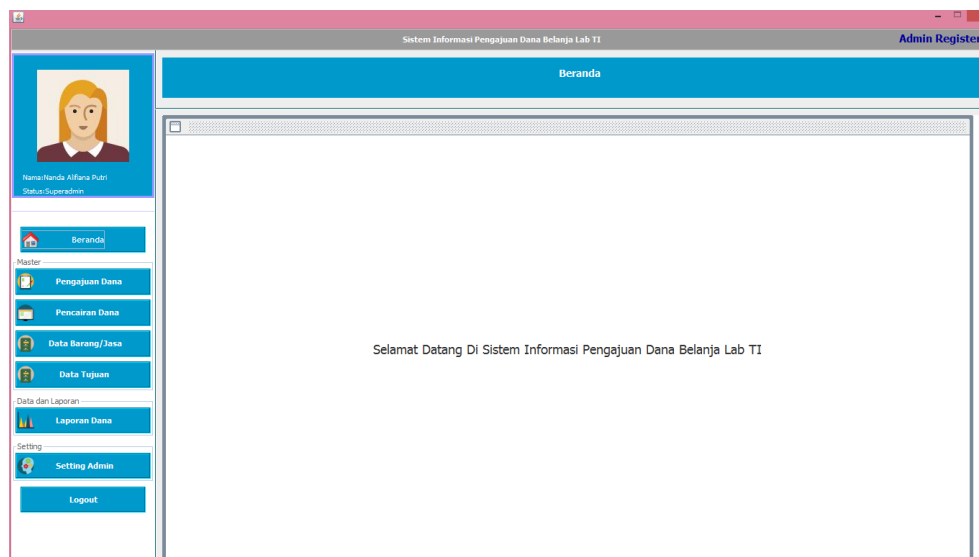 Sistem Informasi Pengajuan Dana Belanja Lab TI
Admin Register
Beranda
Nama:Nanda Alifiana Putri
Status:Superadmin
Beranda
Master
Pengajuan Dana
Pencairan Dana
Data Barang/Jasa
Data Tujuan
Data dan Laporan
Laporan Dana
Setting
Setting Admin
Logout
Selamat Datang Di Sistem Informasi Pengajuan Dana Belanja Lab TI